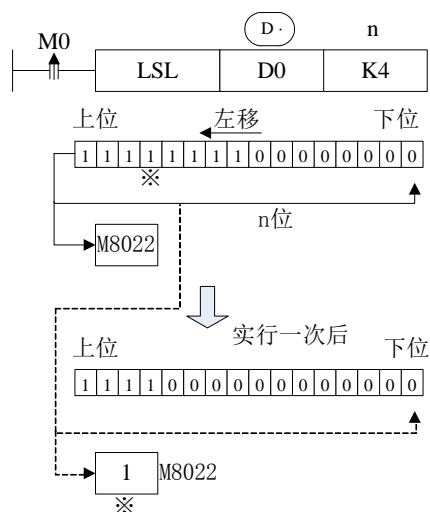 D·
n
M0
LSL D0 K4
上位 左移 下位
1 1 1 1 1 1 1 1 0 0 0 0 0 0 0 0
※
n位
M8022
实行一次后
上位 下位
1 1 1 1 0 0 0 0 0 0 0 0 0 0 0 0
1 M8022
※